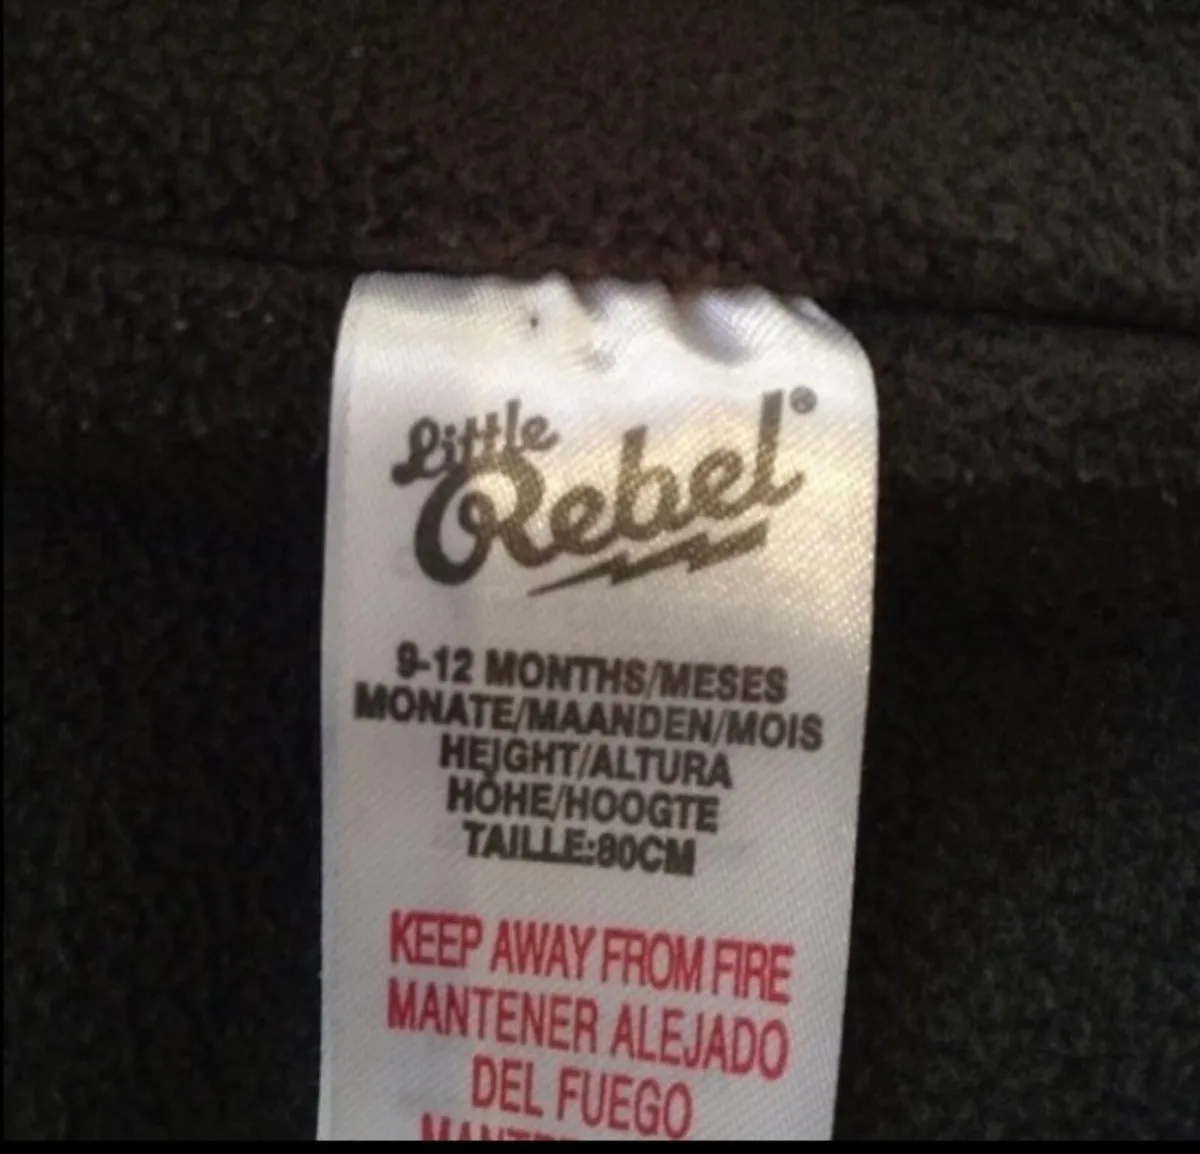 Little
Rebel®
9-12 MONTHS/MESES
MONATE/MAANDEN/MOIS
HEIGHT/ALTURA
HÖHE/HOOGTE
TAILLE:80CM
KEEP AWAY FROM FIRE
MANTENER ALEJADO
DEL FUEGO